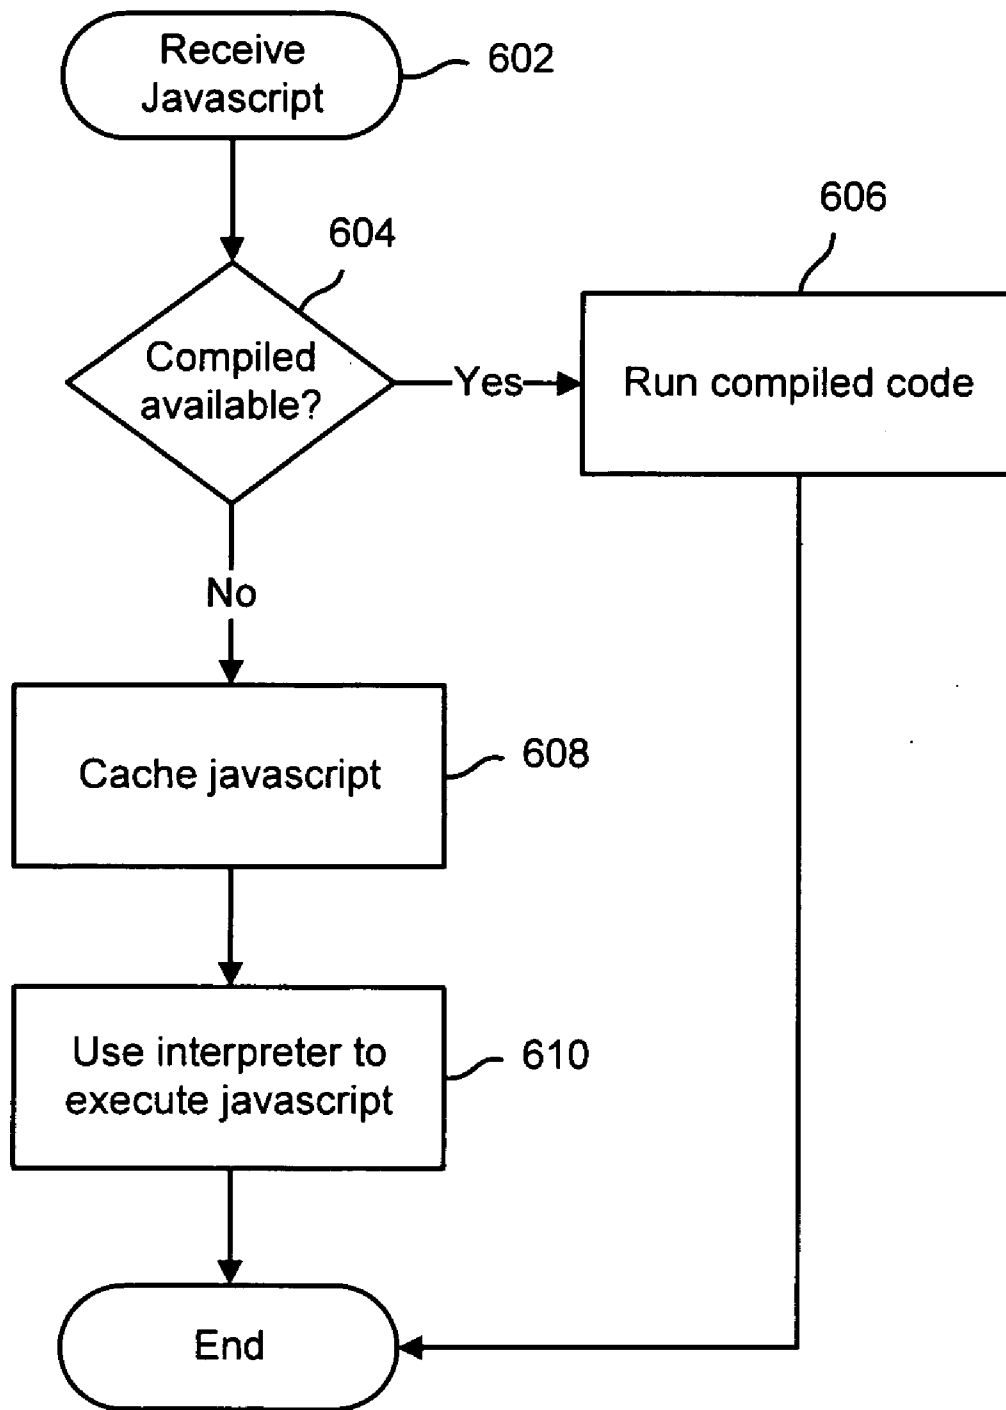 Receive
Javascript
602
604
606
Compiled
available?
Yes
Run compiled code
No
Cache javascript
608
Use interpreter to
execute javascript
610
End